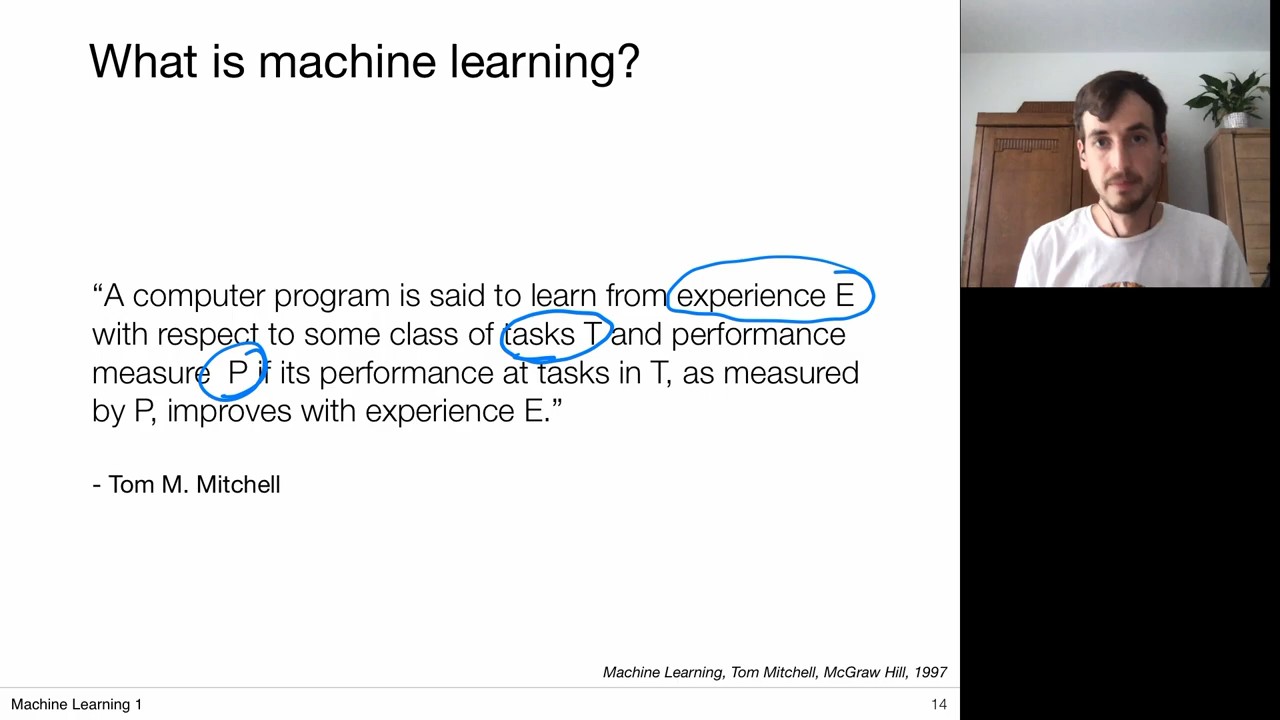 What is machine learning?
“A computer program is said to learn from experience E
with respect to some class of tasks T and performance
measure P if its performance at tasks in T, as measured
by P, improves with experience E.”
- Tom M. Mitchell
Machine Learning, Tom Mitchell, McGraw Hill, 1997
Machine Learning 1
14